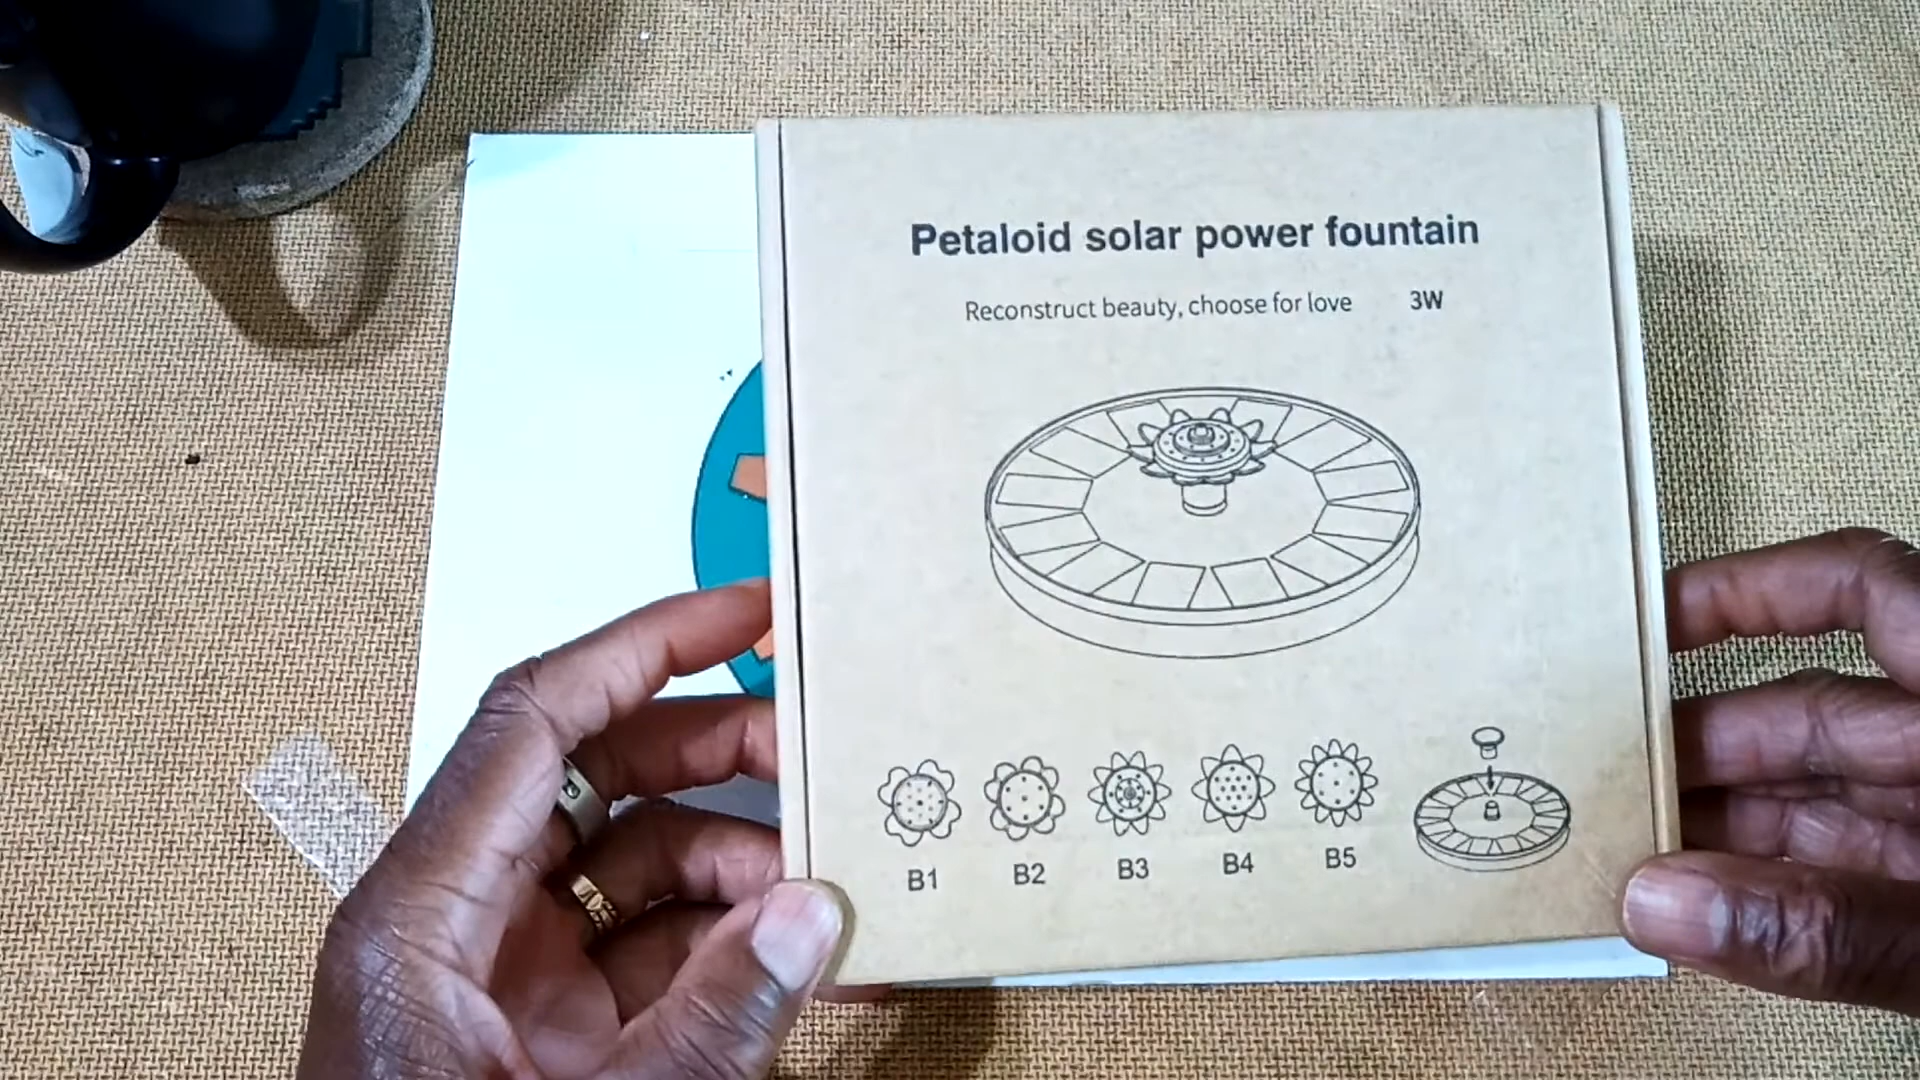 Petaloid solar power fountain
Reconstruct beauty, choose for love 3W
B1 B2 B3 B4 B5